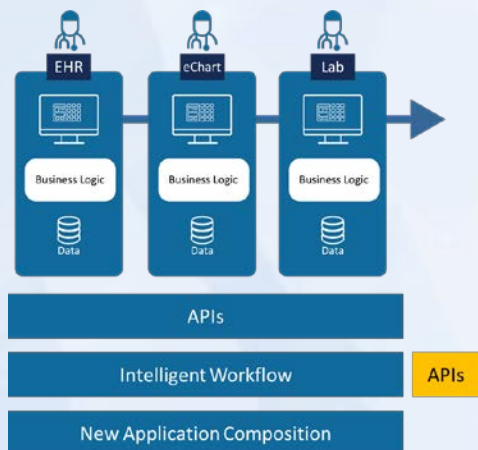 EHR
eChart
Lab
Business Logic
Business Logic
Business Logic
Data
Data
Data
APIs
Intelligent Workflow
APIs
New Application Composition